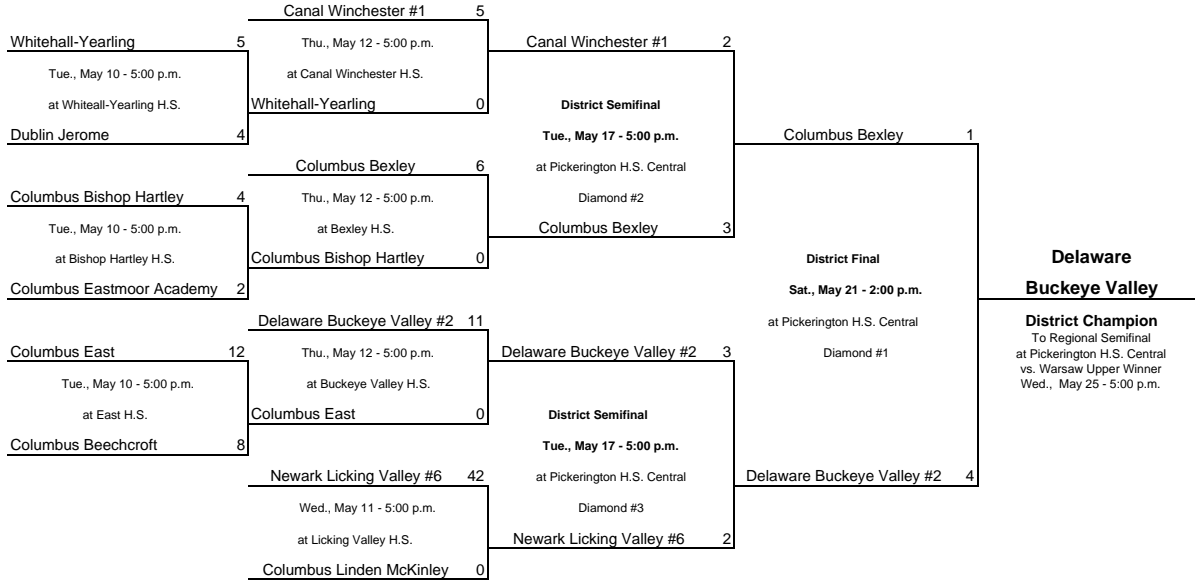 Canal Winchester #1 5
Whitehall-Yearling 5
Thu., May 12 - 5:00 p.m.
Canal Winchester #1 2
Tue., May 10 - 5:00 p.m.
at Canal Winchester H.S.
at Whiteall-Yearling H.S.
Whitehall-Yearling 0
District Semifinal
Dublin Jerome 4
Tue., May 17 - 5:00 p.m.
Columbus Bexley 1
Columbus Bexley 6
at Pickerington H.S. Central
Columbus Bishop Hartley 4
Thu., May 12 - 5:00 p.m.
Diamond #2
Tue., May 10 - 5:00 p.m.
at Bexley H.S.
Columbus Bexley 3
at Bishop Hartley H.S.
Columbus Bishop Hartley 0
District Final
Delaware
Columbus Eastmoor Academy 2
Sat., May 21 - 2:00 p.m.
Buckeye Valley
Delaware Buckeye Valley #2 11
at Pickerington H.S. Central
District Champion
To Regional Semifinal
Columbus East 12
Thu., May 12 - 5:00 p.m.
Delaware Buckeye Valley #2 3
Diamond #1
at Pickerington H.S. Central
vs. Warsaw Upper Winner
Tue., May 10 - 5:00 p.m.
at Buckeye Valley H.S.
Wed., May 25 - 5:00 p.m.
at East H.S.
Columbus East 0
District Semifinal
Columbus Beechcroft 8
Tue., May 17 - 5:00 p.m.
Newark Licking Valley #6 42
at Pickerington H.S. Central
Delaware Buckeye Valley #2 4
Wed., May 11 - 5:00 p.m.
Diamond #3
at Licking Valley H.S.
Newark Licking Valley #6 2
Columbus Linden McKinley 0